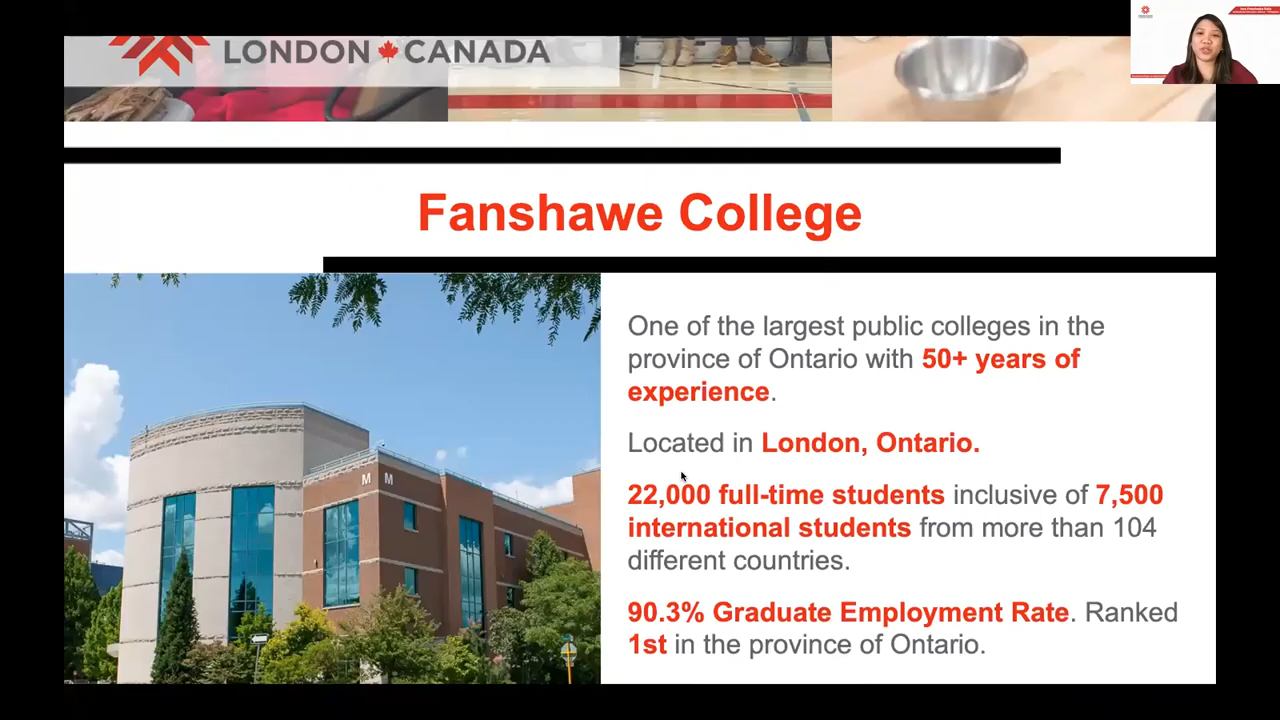 LONDON CANADA
Fanshawe College
One of the largest public colleges in the
province of Ontario with 50+ years of
experience.
Located in London, Ontario.
22,000 full-time students inclusive of 7,500
international students from more than 104
different countries.
90.3% Graduate Employment Rate. Ranked
1st in the province of Ontario.
M M